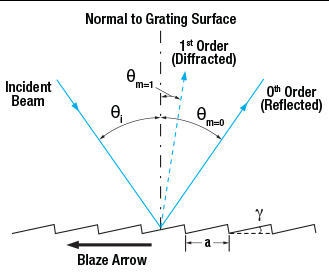 Normal to Grating Surface
1st Order
(Diffracted)
θm=1
Incident
Beam
0th Order
(Reflected)
θi
θm=0
γ
a
Blaze Arrow